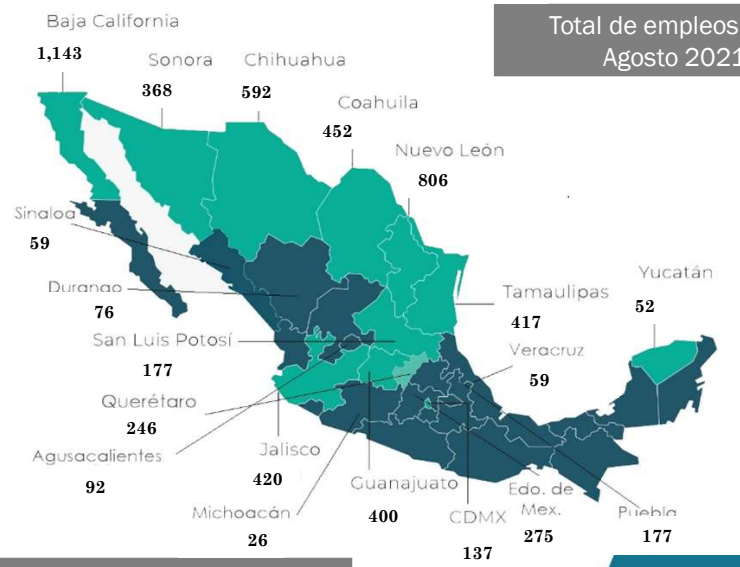 Total de empleos
Agosto 2021
Baja California
1,143
Sonora
368
Chihuahua
592
Coahuila
452
Nuevo León
806
Sinaloa
59
Durango
76
San Luis Potosí
177
Querétaro
246
Agusacalientes
92
Jalisco
420
Michoacán
26
Guanajuato
400
CDMX
137
Edo. de
Mex.
275
Puebla
177
Veracruz
59
Tamaulipas
417
Yucatán
52